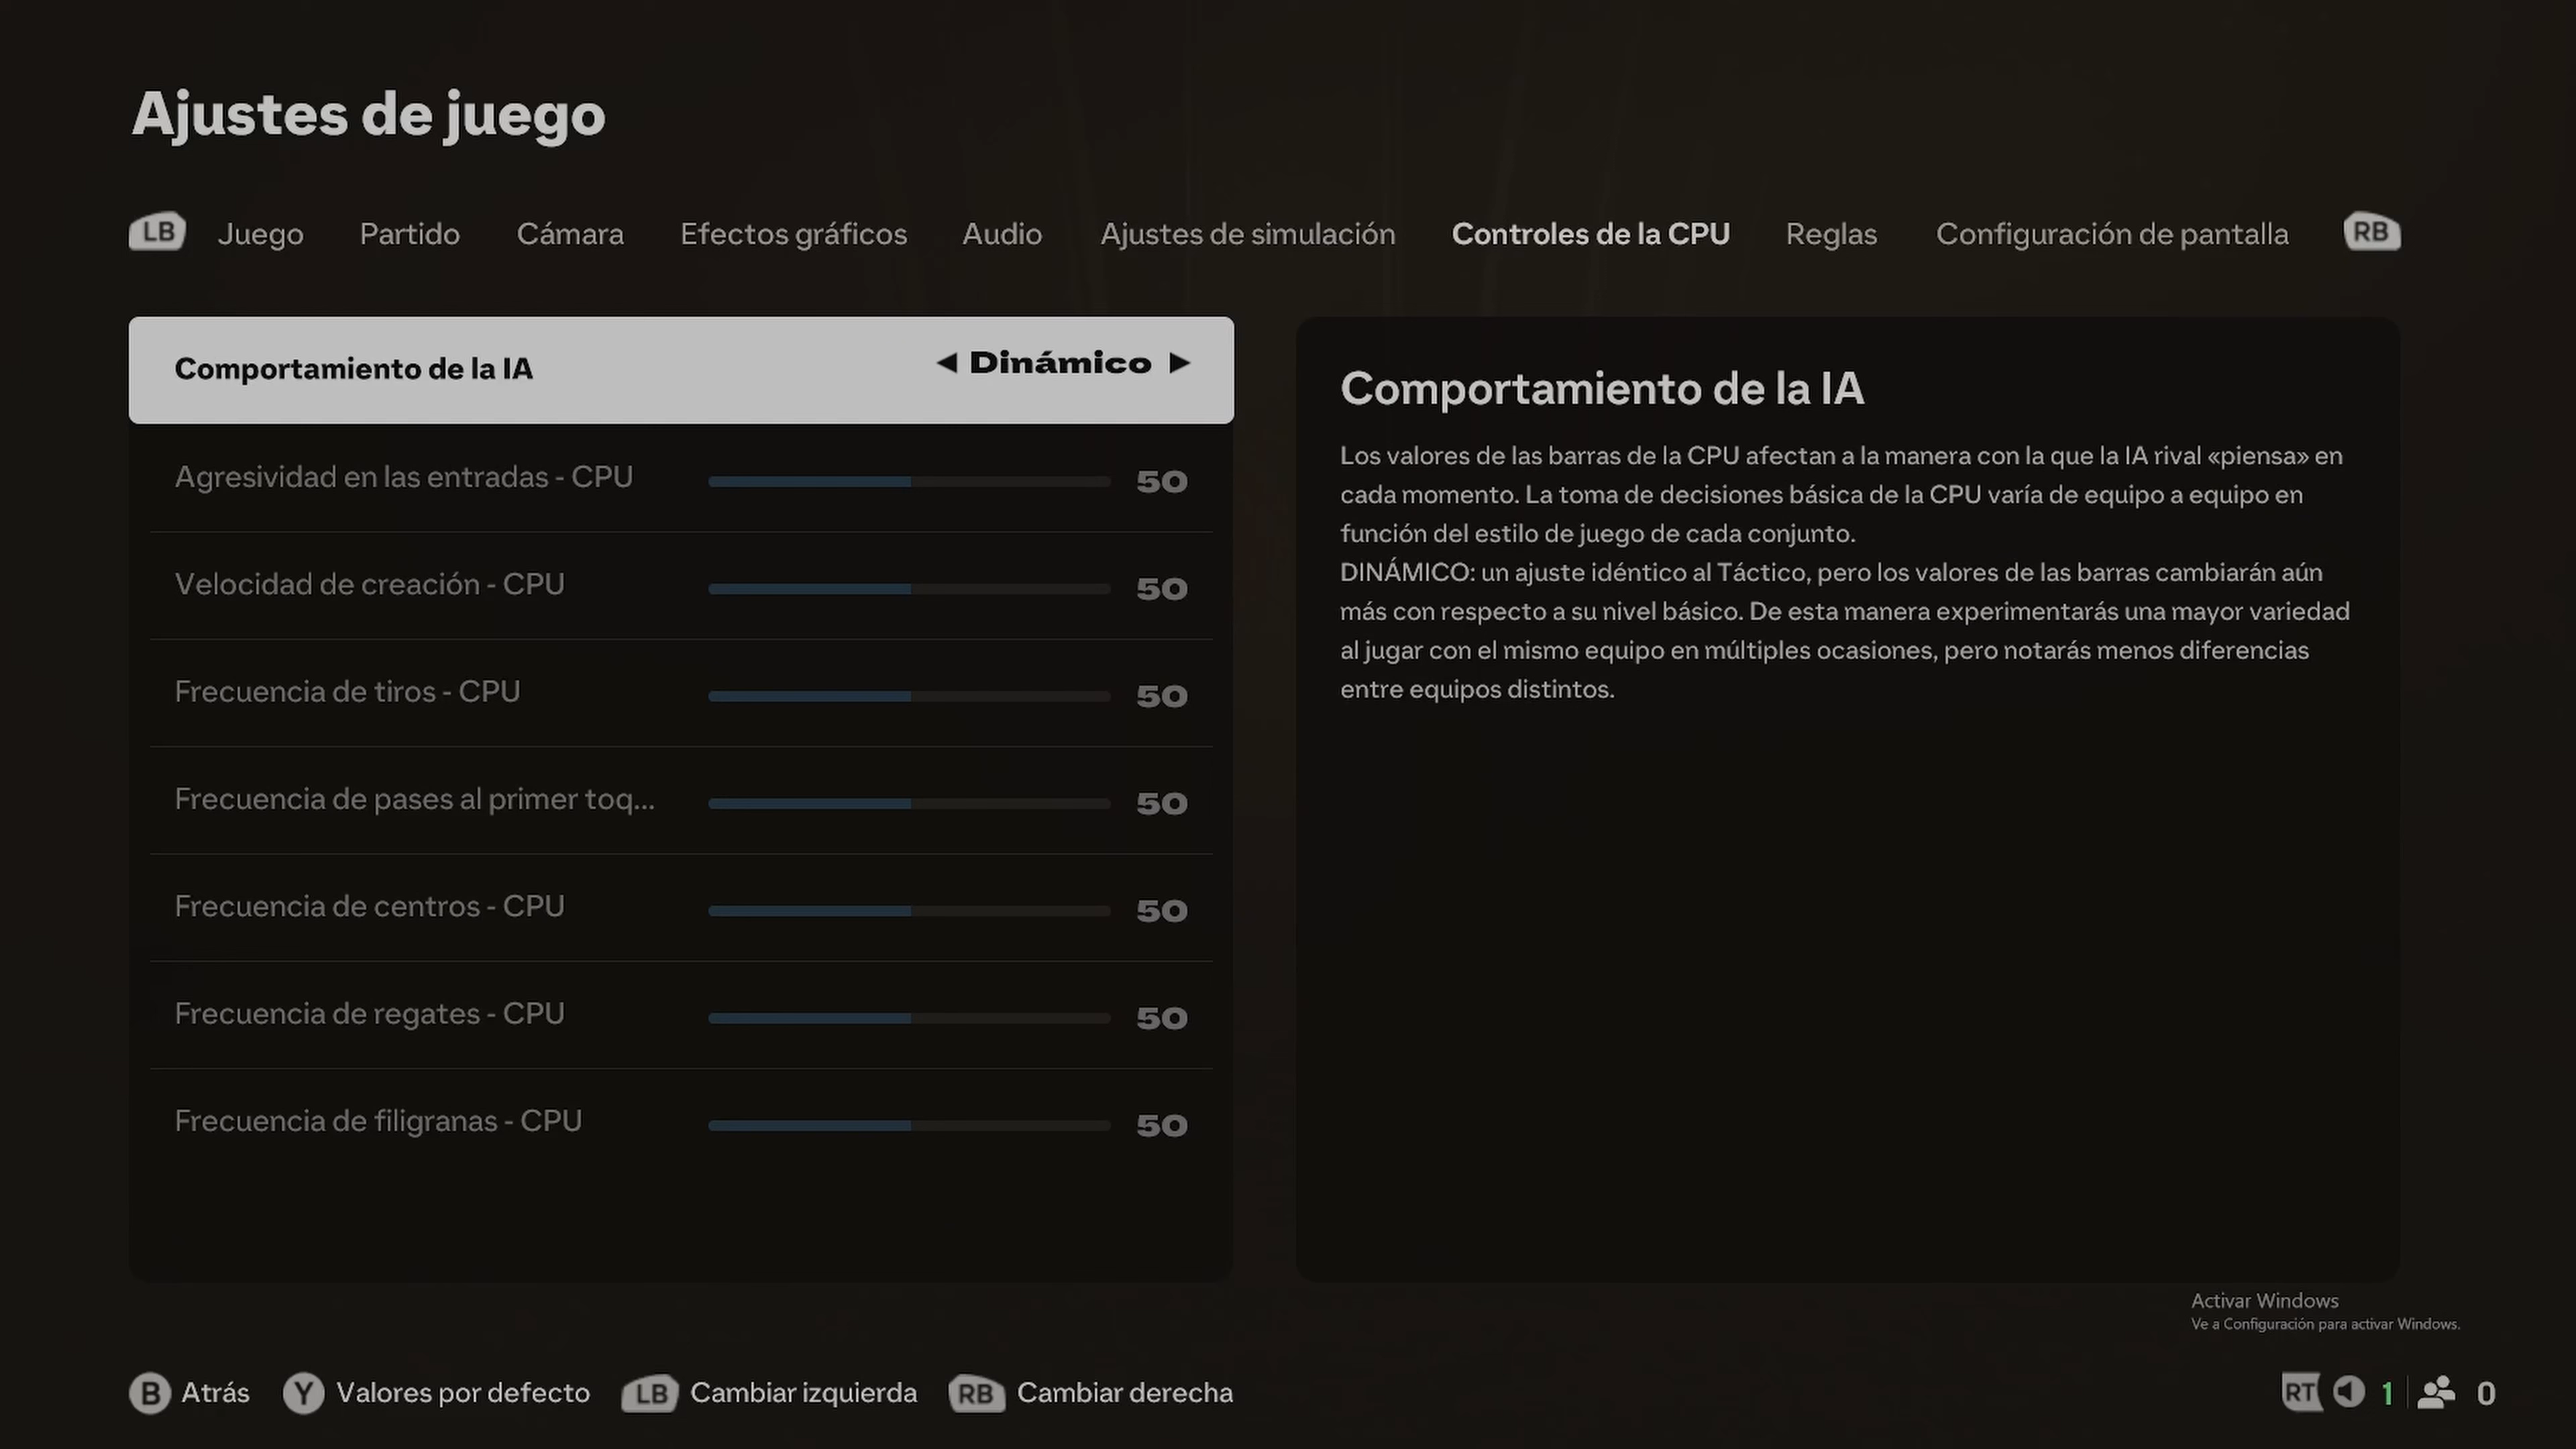 Ajustes de juego
LB Juego Partido Cámara Efectos gráficos Audio Ajustes de simulación Controles de la CPU Reglas Configuración de pantalla RB
Comportamiento de la IA Dinámico
Agresividad en las entradas - CPU 50
Velocidad de creación - CPU 50
Frecuencia de tiros - CPU 50
Frecuencia de pases al primer toq... 50
Frecuencia de centros - CPU 50
Frecuencia de regates - CPU 50
Frecuencia de filigranas - CPU 50
Comportamiento de la IA
Los valores de las barras de la CPU afectan a la manera con la que la IA rival «piensa» en
cada momento. La toma de decisiones básica de la CPU varía de equipo a equipo en
función del estilo de juego de cada conjunto.
DINÁMICO: un ajuste idéntico al Táctico, pero los valores de las barras cambiarán aún
más con respecto a su nivel básico. De esta manera experimentarás una mayor variedad
al jugar con el mismo equipo en múltiples ocasiones, pero notarás menos diferencias
entre equipos distintos.
Activar Windows
Ve a Configuración para activar Windows.
B Atrás Y Valores por defecto LB Cambiar izquierda RB Cambiar derecha RT 1 0